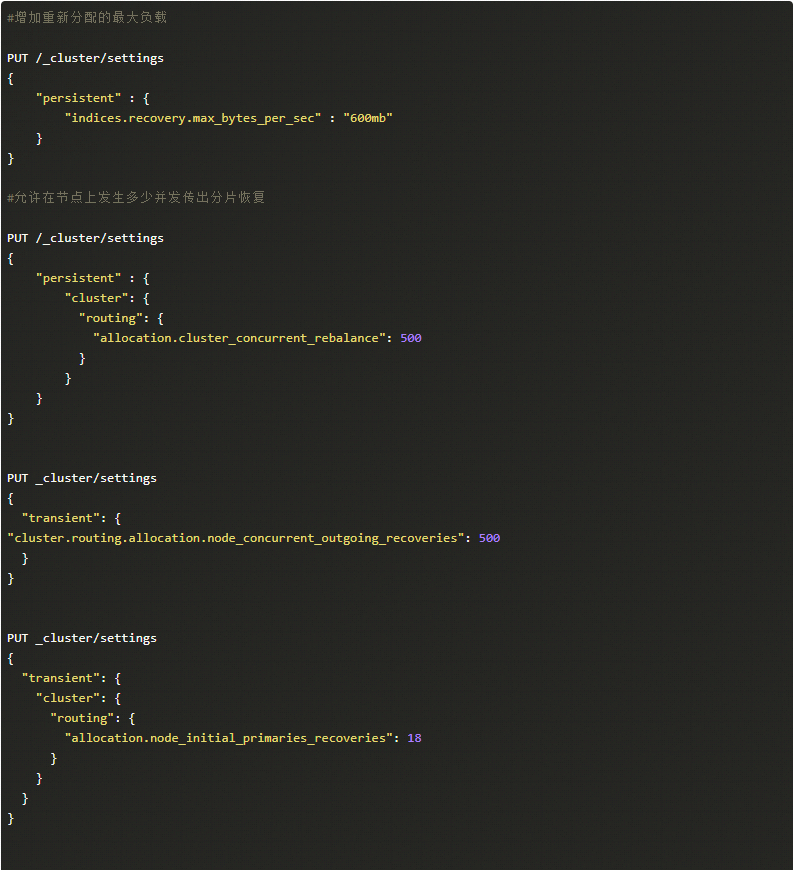 #增加重新分配的最大负载
PUT /_cluster/settings
{
    "persistent" : {
        "indices.recovery.max_bytes_per_sec" : "600mb"
    }
}
#允许在节点上发生多少并发传出分片恢复
PUT /_cluster/settings
{
    "persistent" : {
        "cluster": {
          "routing": {
            "allocation.cluster_concurrent_rebalance": 500
          }
        }
    }
}
PUT _cluster/settings
{
  "transient": {
"cluster.routing.allocation.node_concurrent_outgoing_recoveries": 500
  }
}
PUT _cluster/settings
{
  "transient": {
    "cluster": {
      "routing": {
        "allocation.node_initial_primaries_recoveries": 18
      }
    }
  }
}